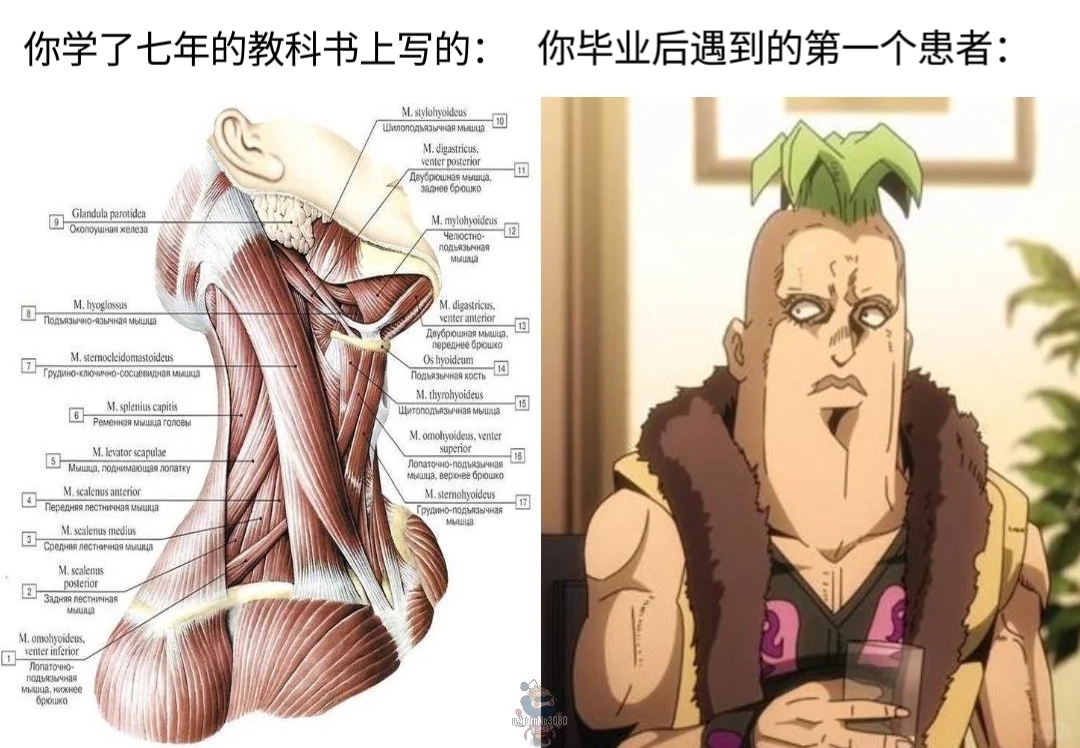 你学了七年的教科书上写的：
你毕业后遇到的第一个患者：
M. stylohyoideus
Шилоподъязычная мышца
10
M. digastricus,
venter posterior
Двубрюшная мышца,
заднее брюшко
11
Glandula parotidea
Околоушная железа
9
M. mylohyoideus
Челюстно-
подъязычная
мышца
12
M. hyoglossus
Подъязычно-язычная мышца
8
M. digastricus,
venter anterior
Двубрюшная мышца,
переднее брюшко
13
M. sternocleidomastoideus
Грудино-ключично-сосцевидная мышца
7
Os hyoideum
Подъязычная кость
14
M. thyrohyoideus
Щитоподъязычная мышца
15
M. splenius capitis
Ременная мышца головы
6
M. omohyoideus, venter
superior
Лопаточно-подъязычная
мышца, верхнее брюшко
16
M. levator scapulae
Мышца, поднимающая лопатку
5
M. scalenus anterior
Передняя лестничная мышца
4
M. sternohyoideus
Грудино-подъязычная
мышца
17
M. scalenus medius
Средняя лестничная мышца
3
M. scalenus
posterior
Задняя лестничная
мышца
2
M. omohyoideus,
venter inferior
Лопаточно-
подъязычная
мышца, нижнее
брюшко
1